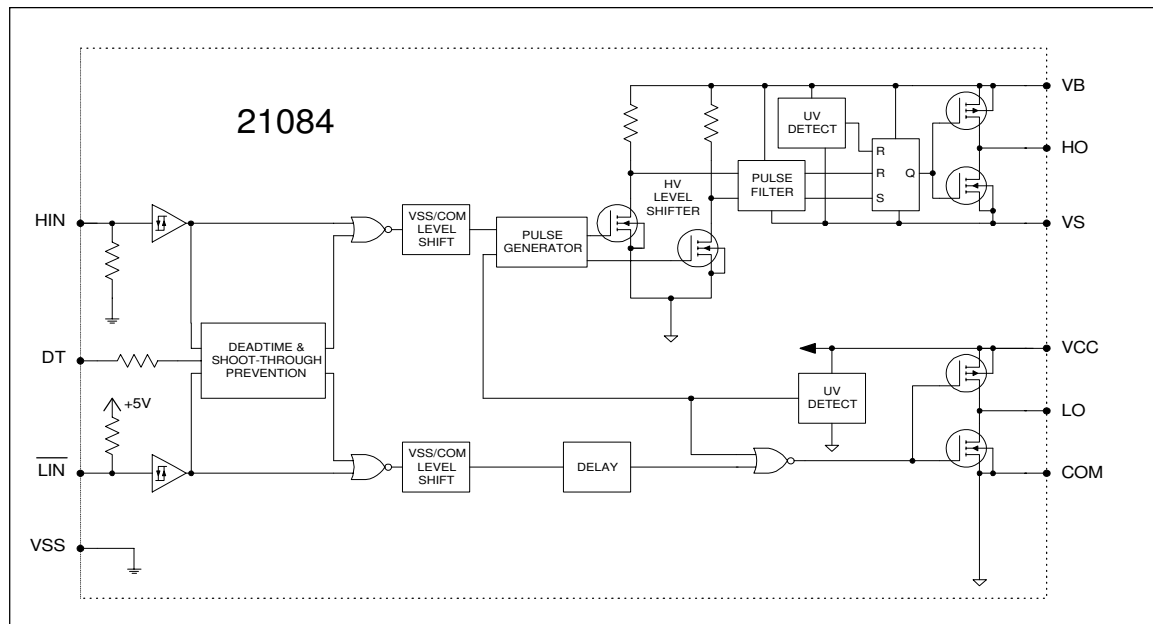 21084
VB
UV
DETECT
HO
R
R
Q
S
PULSE
FILTER
HV
LEVEL
SHIFTER
VS
HIN
VSS/COM
LEVEL
SHIFT
PULSE
GENERATOR
DT
DEADTIME &
SHOOT-THROUGH
PREVENTION
VCC
UV
DETECT
+5V
LO
LIN
VSS/COM
LEVEL
SHIFT
DELAY
COM
VSS